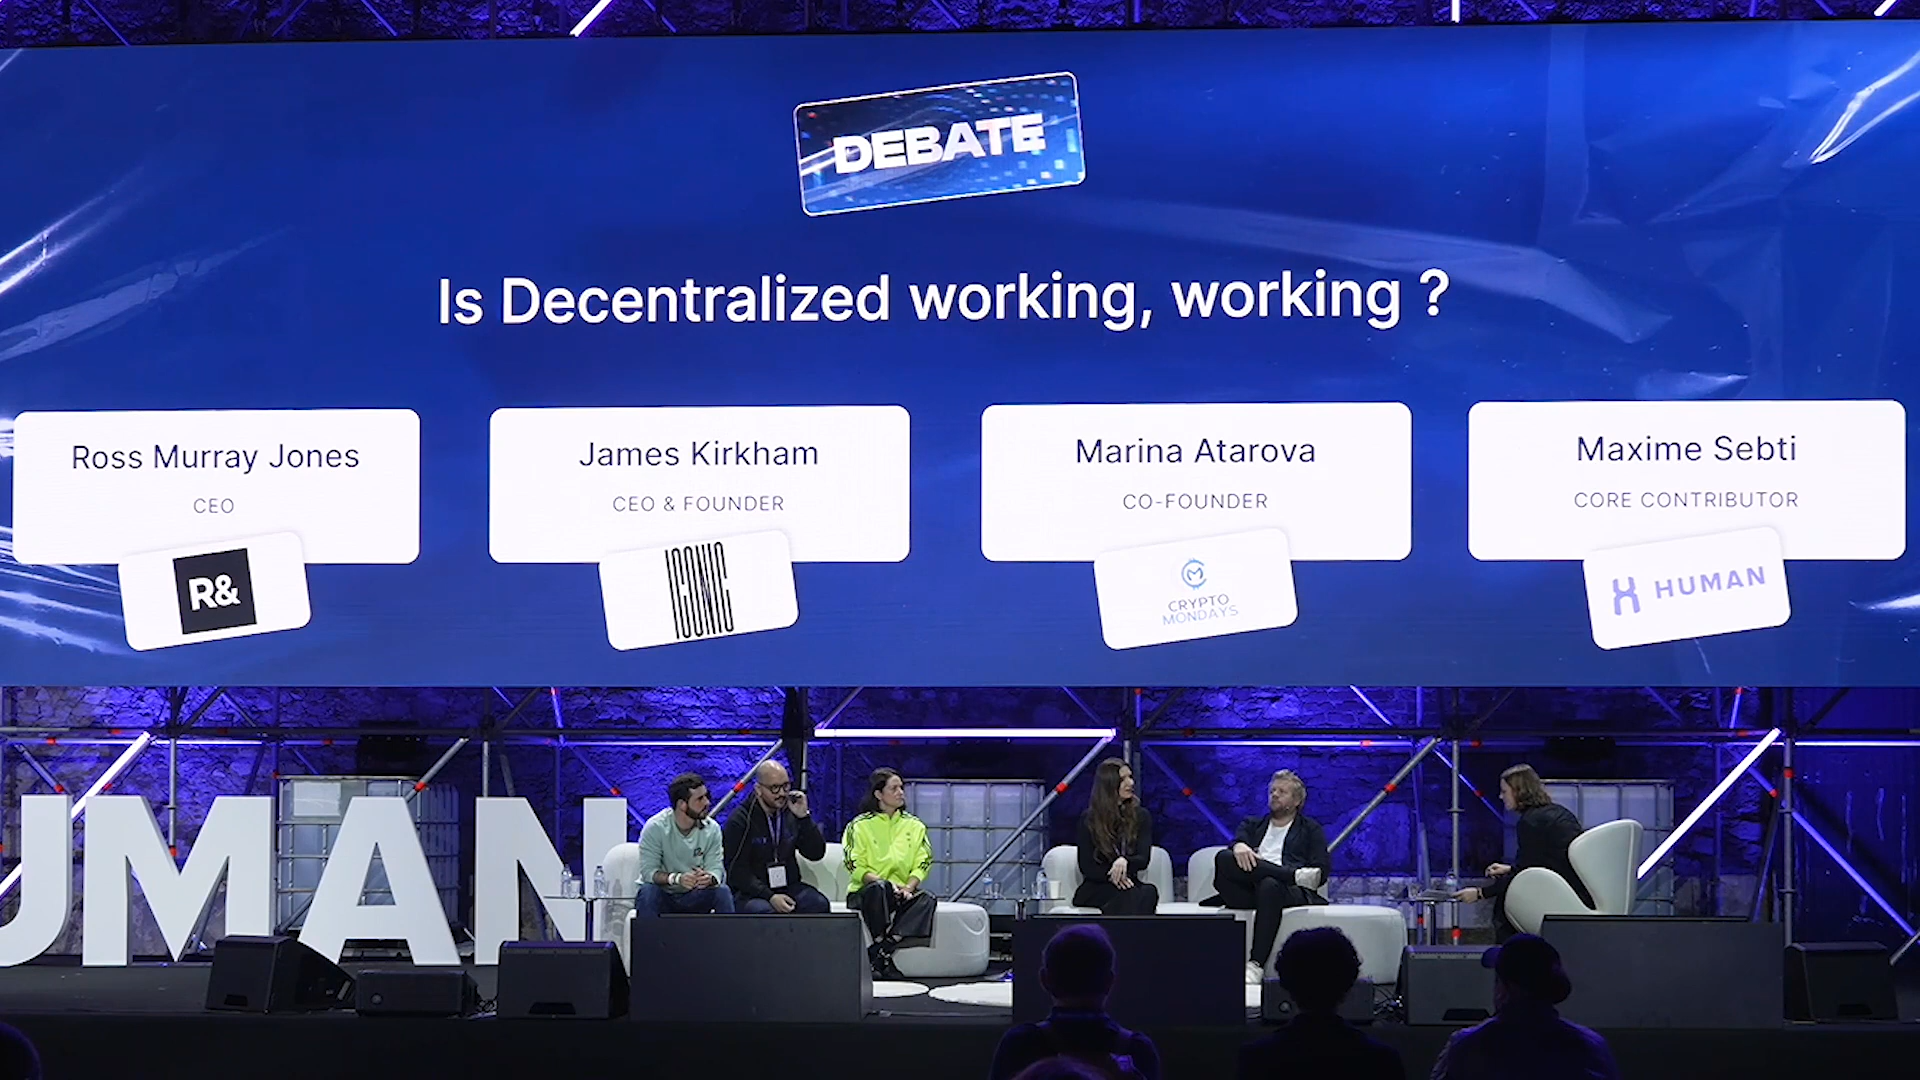 DEBATE
Is Decentralized working, working ?
Ross Murray Jones
CEO
R&
James Kirkham
CEO & FOUNDER
ICONIC
Marina Atarova
CO-FOUNDER
CRYPTO
MONDAYS
Maxime Sebti
CORE CONTRIBUTOR
HUMAN
UMAN